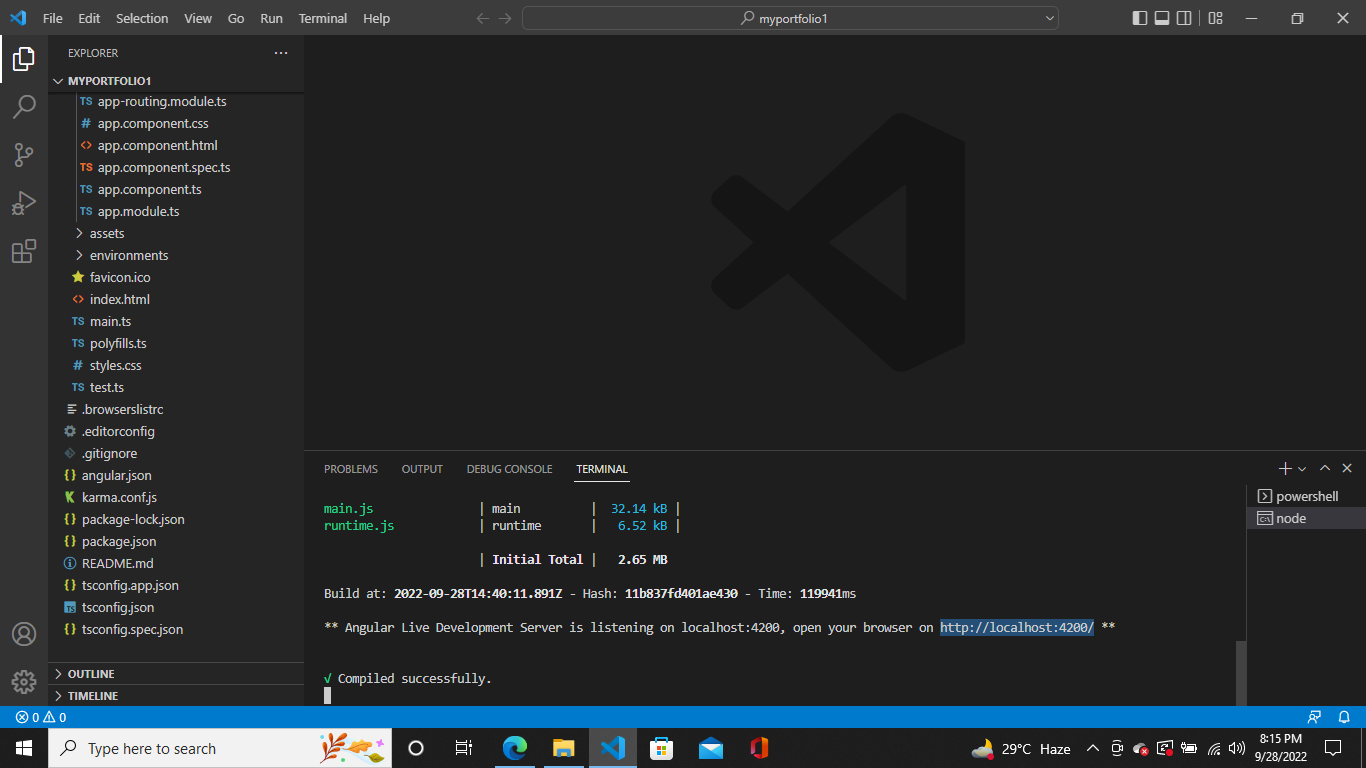 File Edit Selection View Go Run Terminal Help
myportfolio1
EXPLORER
MYPORTFOLIO1
TS app-routing.module.ts
# app.component.css
<> app.component.html
TS app.component.spec.ts
TS app.component.ts
TS app.module.ts
assets
environments
favicon.ico
<> index.html
TS main.ts
TS polyfills.ts
# styles.css
TS test.ts
.browserslistrc
.editorconfig
.gitignore
{} angular.json
K karma.conf.js
{} package-lock.json
{} package.json
README.md
{} tsconfig.app.json
TS tsconfig.json
{} tsconfig.spec.json
OUTLINE
TIMELINE
PROBLEMS OUTPUT DEBUG CONSOLE TERMINAL
powershell
node
main.js | main | 32.14 kB |
runtime.js | runtime | 6.52 kB |
| Initial Total | 2.65 MB
Build at: 2022-09-28T14:40:11.891Z - Hash: 11b837fd401ae430 - Time: 119941ms
** Angular Live Development Server is listening on localhost:4200, open your browser on http://localhost:4200/ **
√ Compiled successfully.
0 0
Type here to search
29°C Haze
8:15 PM
9/28/2022